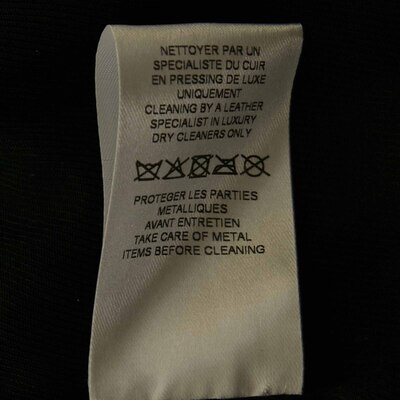 NETTOYER PAR UN
SPECIALISTE DU CUIR
EN PRESSING DE LUXE
UNIQUEMENT
CLEANING BY A LEATHER
SPECIALIST IN LUXURY
DRY CLEANERS ONLY
PROTEGER LES PARTIES
METALLIQUES
AVANT ENTRETIEN
TAKE CARE OF METAL
ITEMS BEFORE CLEANING